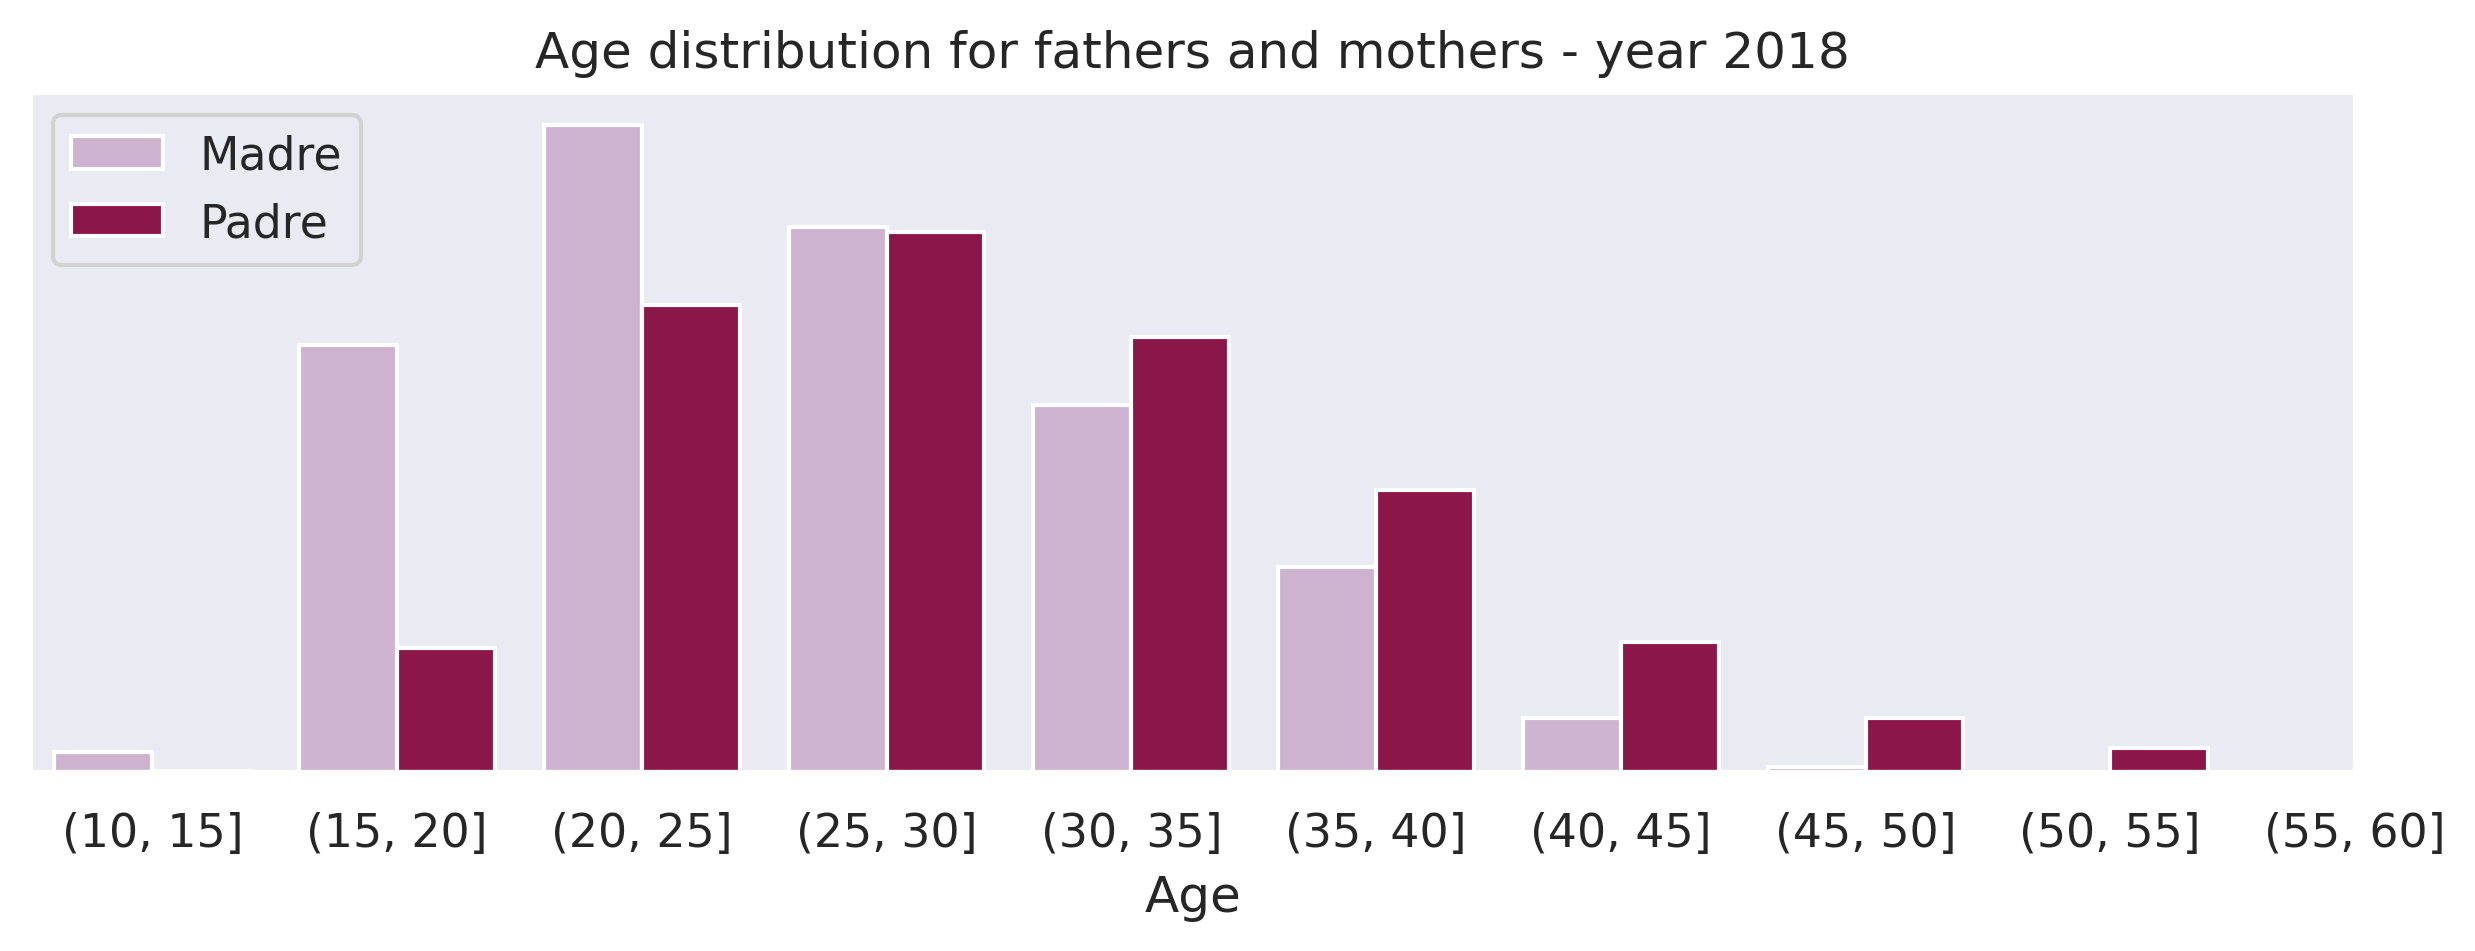 Age distribution for fathers and mothers - year 2018
Madre
Padre
(10, 15] (15, 20] (20, 25] (25, 30] (30, 35] (35, 40] (40, 45] (45, 50] (50, 55] (55, 60]
Age